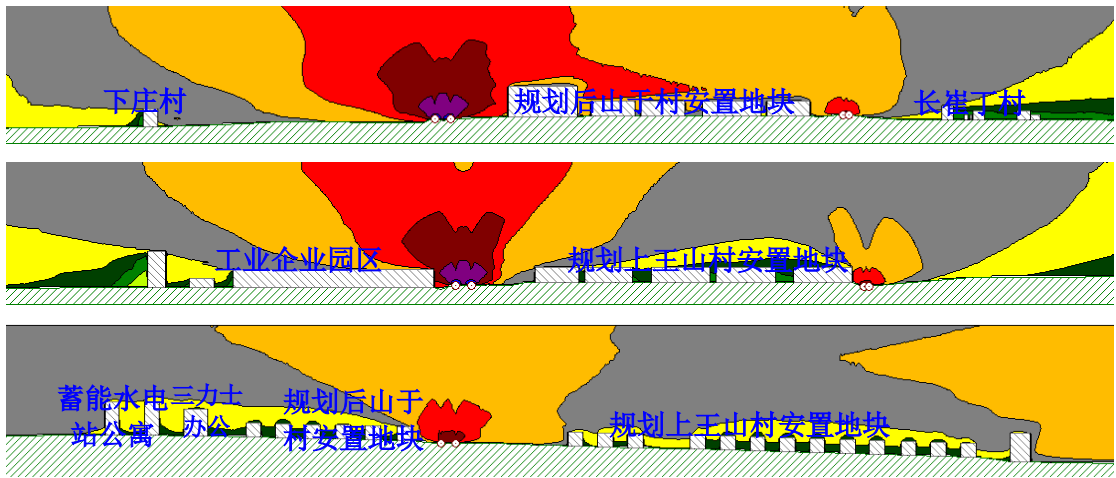 下庄村
规划后山于村安置地块
长崔丁村
工业企业园区
规划上王山村安置地块
蓄能水电
站公寓
三力士
办公
规划后山于
村安置地块
规划上王山村安置地块